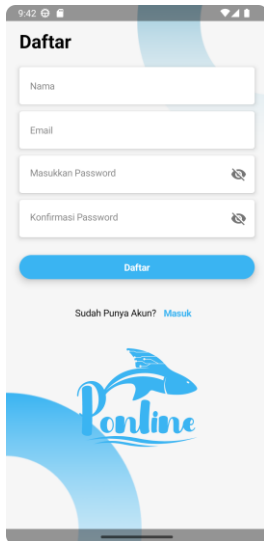 9:42
Daftar
Nama
Email
Masukkan Password
Konfirmasi Password
Daftar
Sudah Punya Akun? Masuk
Ponline